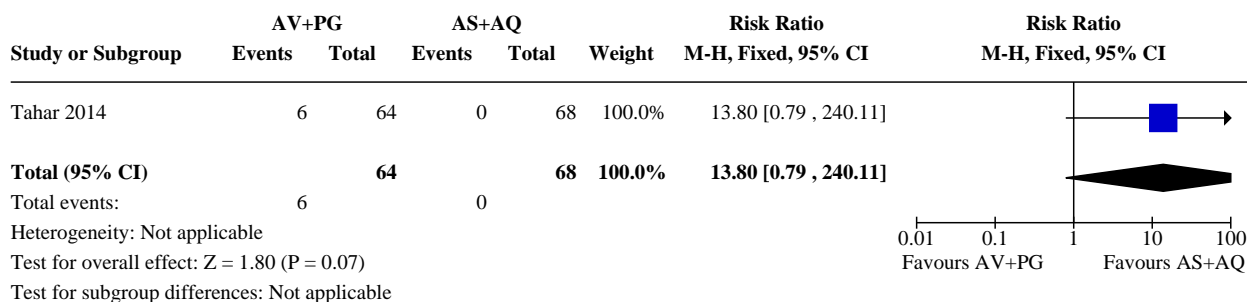 AV+PG AS+AQ Risk Ratio Risk Ratio
Study or Subgroup Events Total Events Total Weight M-H, Fixed, 95% CI M-H, Fixed, 95% CI
Tahar 2014 6 64 0 68 100.0% 13.80 [0.79 , 240.11]
Total (95% CI) 64 68 100.0% 13.80 [0.79 , 240.11]
Total events: 6 0
Heterogeneity: Not applicable
0.01 0.1 1 10 100
Test for overall effect: Z = 1.80 (P = 0.07)
Favours AV+PG Favours AS+AQ
Test for subgroup differences: Not applicable